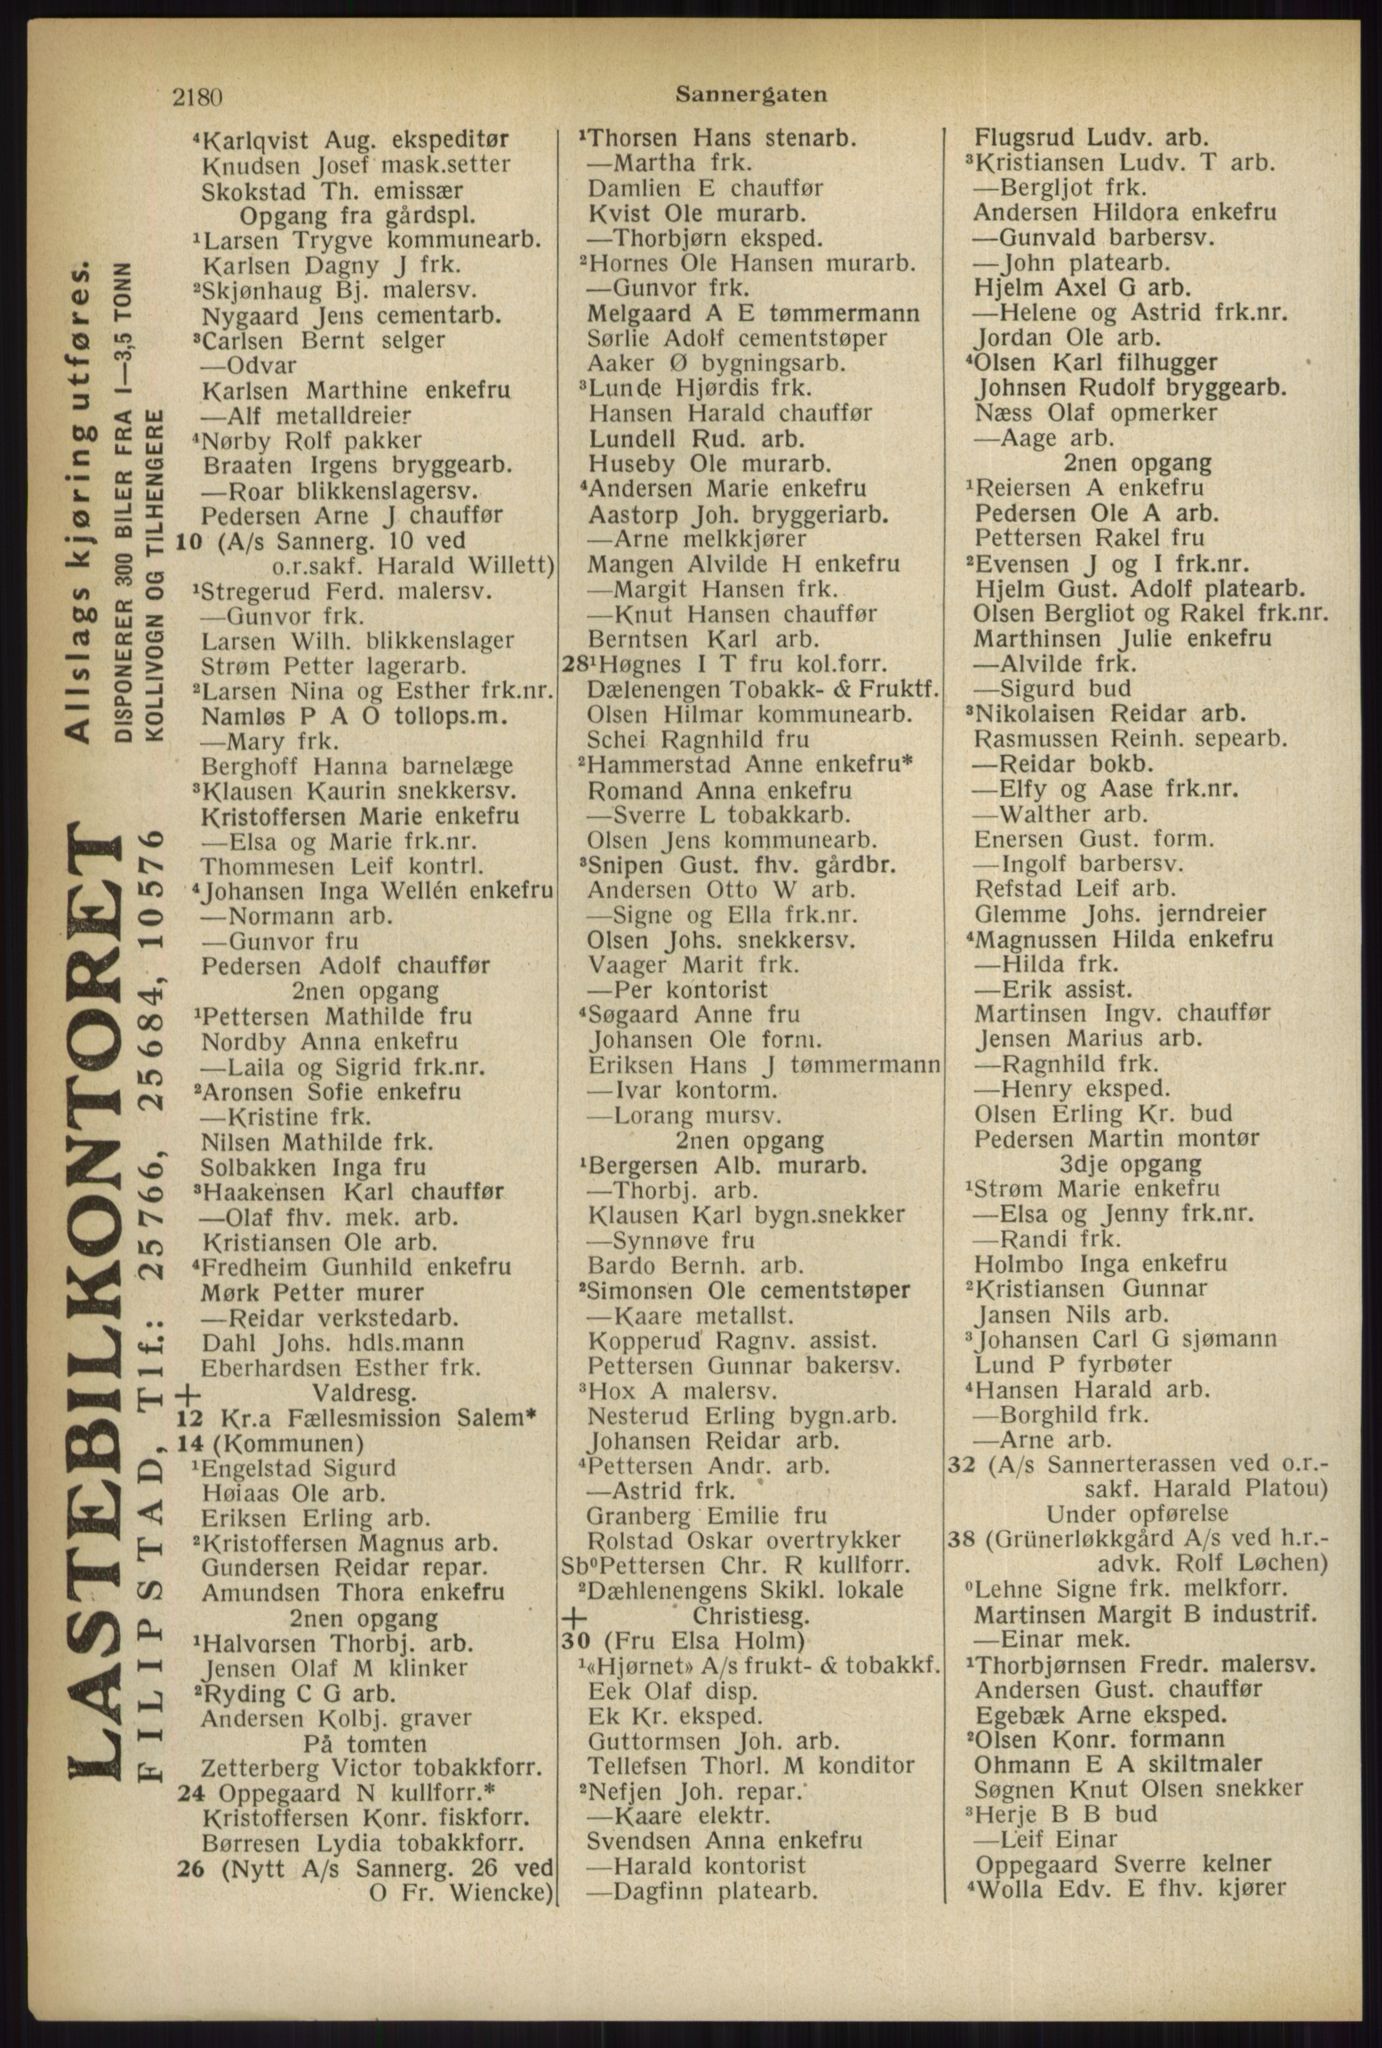 2180
Sannergaten
Allslags kjøring utføres.
DISPONERER 300 BILER FRA 1—3,5 TONN
KOLLIVOGN OG TILHENGERE
LASTEBILKONTORET
FILIPSTAD, Tlf.: 25766, 25684, 10576
⁴Karlqvist Aug. ekspeditør
Knudsen Josef mask.setter
Skokstad Th. emissær
Opgang fra gårdspl.
¹Larsen Trygve kommunearb.
Karlsen Dagny J frk.
²Skjønhaug Bj. malersv.
Nygaard Jens cementarb.
³Carlsen Bernt selger
—Odvar
Karlsen Marthine enkefru
—Alf metalldreier
⁴Nørby Rolf pakker
Braaten Irgens bryggearb.
—Roar blikkenslagersv.
Pedersen Arne J chauffør
10 (A/s Sannerg. 10 ved
o.r.sakf. Harald Willett)
¹Stregerud Ferd. malersv.
—Gunvor frk.
Larsen Wilh. blikkenslager
Strøm Petter lagerarb.
²Larsen Nina og Esther frk.nr.
Namløs P A O tollops.m.
—Mary frk.
Berghoff Hanna barnelæge
³Klausen Kaurin snekkersv.
Kristoffersen Marie enkefru
—Elsa og Marie frk.nr.
Thommesen Leif kontrl.
⁴Johansen Inga Wellén enkefru
—Normann arb.
—Gunvor fru
Pedersen Adolf chauffør
2nen opgang
¹Pettersen Mathilde fru
Nordby Anna enkefru
—Laila og Sigrid frk.nr.
²Aronsen Sofie enkefru
—Kristine frk.
Nilsen Mathilde frk.
Solbakken Inga fru
³Haakensen Karl chauffør
—Olaf fhv. mek. arb.
Kristiansen Ole arb.
⁴Fredheim Gunhild enkefru
Mørk Petter murer
—Reidar verkstedarb.
Dahl Johs. hdls.mann
Eberhardsen Esther frk.
+ Valdresg.
12 Kr.a Fællesmission Salem*
14 (Kommunen)
¹Engelstad Sigurd
Høiaas Ole arb.
Eriksen Erling arb.
²Kristoffersen Magnus arb.
Gundersen Reidar repar.
Amundsen Thora enkefru
2nen opgang
¹Halvorsen Thorbj. arb.
Jensen Olaf M klinker
²Ryding C G arb.
Andersen Kolbj. graver
På tomten
Zetterberg Victor tobakkforr.
24 Oppegaard N kullforr.*
Kristoffersen Konr. fiskforr.
Børresen Lydia tobakkforr.
26 (Nytt A/s Sannerg. 26 ved
O Fr. Wiencke)
¹Thorsen Hans stenarb.
—Martha frk.
Damlien E chauffør
Kvist Ole murarb.
—Thorbjørn eksped.
²Hornes Ole Hansen murarb.
—Gunvor frk.
Melgaard A E tømmermann
Sørlie Adolf cementstøper
Aaker Ø bygningsarb.
³Lunde Hjørdis frk.
Hansen Harald chauffør
Lundell Rud. arb.
Huseby Ole murarb.
⁴Andersen Marie enkefru
Aastorp Joh. bryggeriarb.
—Arne melkkjører
Mangen Alvilde H enkefru
—Margit Hansen frk.
—Knut Hansen chauffør
Berntsen Karl arb.
28¹Høgnes I T fru kol.forr.
Dælenengen Tobakk- & Fruktf.
Olsen Hilmar kommunearb.
Schei Ragnhild fru
²Hammerstad Anne enkefru*
Romand Anna enkefru
—Sverre L tobakkarb.
Olsen Jens kommunearb.
³Snipen Gust. fhv. gårdbr.
Andersen Otto W arb.
—Signe og Ella frk.nr.
Olsen Johs. snekkersv.
Vaager Marit frk.
—Per kontorist
⁴Søgaard Anne fru
Johansen Ole form.
Eriksen Hans J tømmermann
—Ivar kontorm.
—Lorang mursv.
2nen opgang
¹Bergersen Alb. murarb.
—Thorbj. arb.
Klausen Karl bygn.snekker
—Synnøve fru
Bardo Bernh. arb.
²Simonsen Ole cementstøper
—Kaare metallst.
Kopperud Ragnv. assist.
Pettersen Gunnar bakersv.
³Hox A malersv.
Nesterud Erling bygn.arb.
Johansen Reidar arb.
⁴Pettersen Andr. arb.
—Astrid frk.
Granberg Emilie fru
Rolstad Oskar overtrykker
Sb⁰Pettersen Chr. R kullforr.
²Dæhlenengens Skikl. lokale
+ Christiesg.
30 (Fru Elsa Holm)
¹«Hjørnet» A/s frukt- & tobakkf.
Eek Olaf disp.
Ek Kr. eksped.
Guttormsen Joh. arb.
Tellefsen Thorl. M konditor
²Nefjen Joh. repar.
—Kaare elektr.
Svendsen Anna enkefru
—Harald kontorist
—Dagfinn platearb.
Flugsrud Ludv. arb.
³Kristiansen Ludv. T arb.
—Bergljot frk.
Andersen Hildora enkefru
—Gunvald barbersv.
—John platearb.
Hjelm Axel G arb.
—Helene og Astrid frk.nr.
Jordan Ole arb.
⁴Olsen Karl filhugger
Johnsen Rudolf bryggearb.
Næss Olaf opmerker
—Aage arb.
2nen opgang
¹Reiersen A enkefru
Pedersen Ole A arb.
Pettersen Rakel fru
²Evensen J og I frk.nr.
Hjelm Gust. Adolf platearb.
Olsen Bergliot og Rakel frk.nr.
Marthinsen Julie enkefru
—Alvilde frk.
—Sigurd bud
³Nikolaisen Reidar arb.
Rasmussen Reinh. sepearb.
—Reidar bokb.
—Elfy og Aase frk.nr.
—Walther arb.
Enersen Gust. form.
—Ingolf barbersv.
Refstad Leif arb.
Glemme Johs. jerndreier
⁴Magnussen Hilda enkefru
—Hilda frk.
—Erik assist.
Martinsen Ingv. chauffør
Jensen Marius arb.
—Ragnhild frk.
—Henry eksped.
Olsen Erling Kr. bud
Pedersen Martin montør
3dje opgang
¹Strøm Marie enkefru
—Elsa og Jenny frk.nr.
—Randi frk.
Holmbo Inga enkefru
²Kristiansen Gunnar
Jansen Nils arb.
³Johansen Carl G sjømann
Lund P fyrbøter
⁴Hansen Harald arb.
—Borghild frk.
—Arne arb.
32 (A/s Sannerterassen ved o.r.-
sakf. Harald Platou)
Under opførelse
38 (Grünerløkkgård A/s ved h.r.-
advk. Rolf Løchen)
⁰Lehne Signe frk. melkforr.
Martinsen Margit B industrif.
—Einar mek.
¹Thorbjørnsen Fredr. malersv.
Andersen Gust. chauffør
Egebæk Arne eksped.
²Olsen Konr. formann
Ohmann E A skiltmaler
Søgnen Knut Olsen snekker
³Herje B B bud
—Leif Einar
Oppegaard Sverre kelner
⁴Wolla Edv. E fhv. kjører